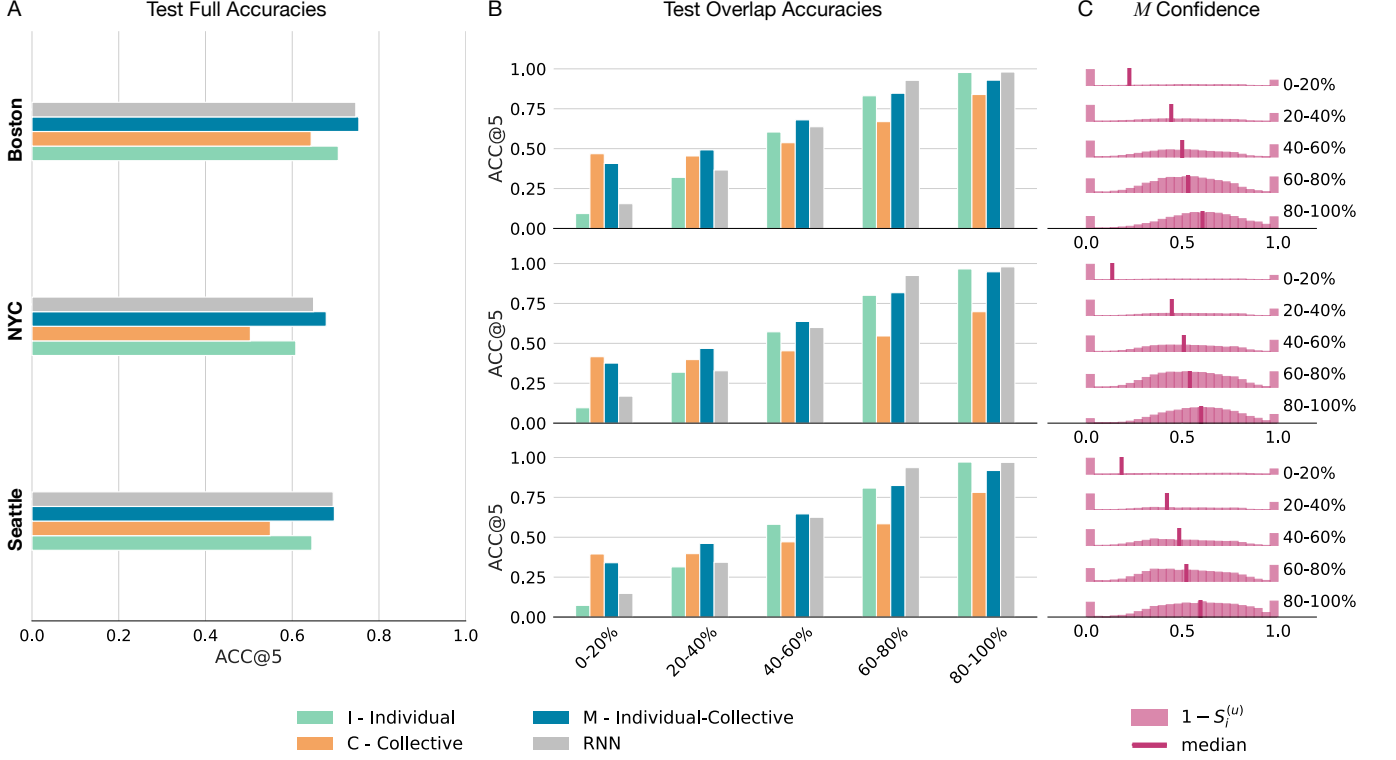 A Test Full Accuracies
B Test Overlap Accuracies
C M Confidence
Boston
NYC
Seattle
0.0 0.2 0.4 0.6 0.8 1.0
ACC@5
1.00
0.75
0.50
0.25
0.00
ACC@5
1.00
0.75
0.50
0.25
0.00
ACC@5
1.00
0.75
0.50
0.25
0.00
ACC@5
0-20% 20-40% 40-60% 60-80% 80-100%
0-20%
20-40%
40-60%
60-80%
80-100%
0.0 0.5 1.0
0-20%
20-40%
40-60%
60-80%
80-100%
0.0 0.5 1.0
0-20%
20-40%
40-60%
60-80%
80-100%
0.0 0.5 1.0
I - Individual
C - Collective
M - Individual-Collective
RNN
1 − S_i^(u)
median